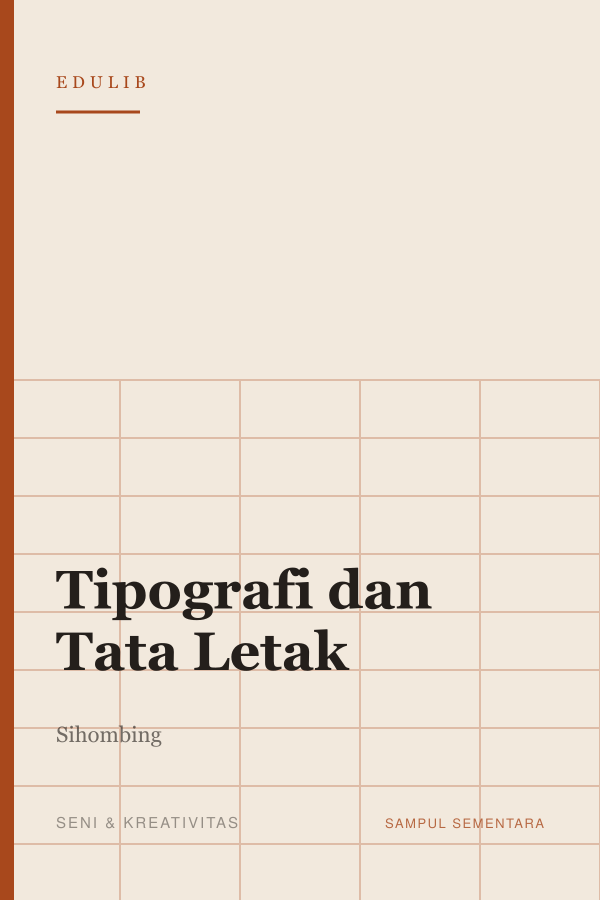 EDULIB
Tipografi dan
Tata Letak
Sihombing
SENI & KREATIVITAS
SAMPUL SEMENTARA